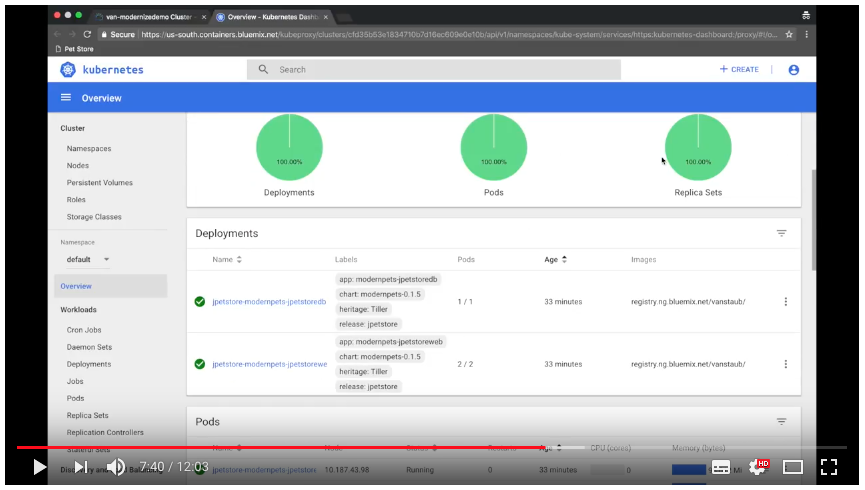 van-modernizedemo Cluster
Overview - Kubernetes Dashb
Secure
https://us-south.containers.bluemix.net/kubeproxy/clusters/cfd35b53e1834710b7d16ec609e0e10b/api/v1/namespaces/kube-system/services/https:kubernetes-dashboard:/proxy/#!/o...
Pet Store
kubernetes
Search
+ CREATE
Overview
Cluster
Namespaces
Nodes
Persistent Volumes
Roles
Storage Classes
Namespace
default
Overview
Workloads
Cron Jobs
Daemon Sets
Deployments
Jobs
Pods
Replica Sets
Replication Controllers
Stateful Sets
100.00%
100.00%
100.00%
Deployments
Pods
Replica Sets
Deployments
Name Labels Pods Age Images
jpetstore-modernpets-jpetstoredb
app: modernpets-jpetstoredb
chart: modernpets-0.1.5
heritage: Tiller
release: jpetstore
1 / 1
33 minutes
registry.ng.bluemix.net/vanstaub/
jpetstore-modernpets-jpetstorewe
app: modernpets-jpetstoreweb
chart: modernpets-0.1.5
heritage: Tiller
release: jpetstore
2 / 2
33 minutes
registry.ng.bluemix.net/vanstaub/
Pods
Name Node Status Restarts Age CPU (cores) Memory (bytes)
jpetstore-modernpets-jpetstore 10.187.43.98 Running 0 33 minutes 0 Mi
7:40 / 12:03
HD